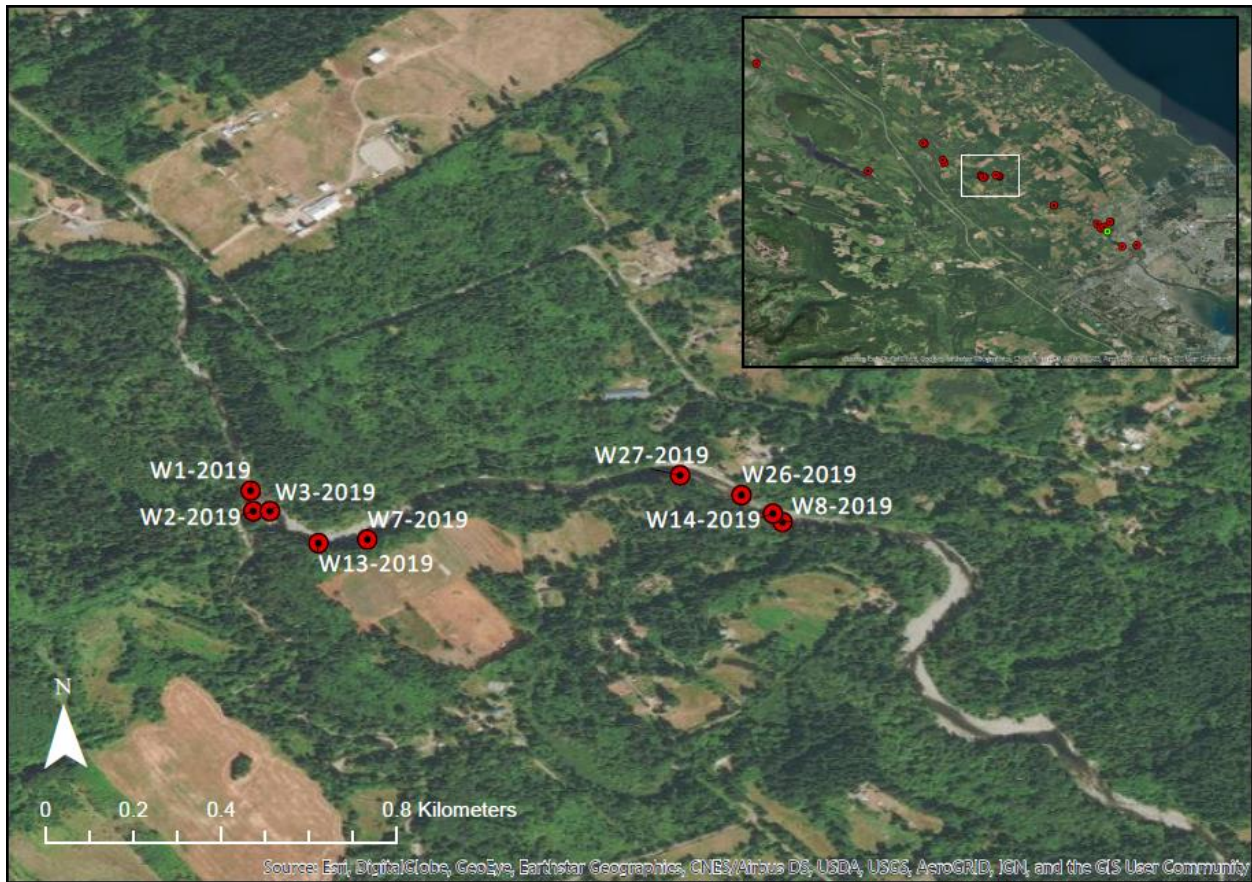 W1-2019
W2-2019
W3-2019
W7-2019
W13-2019
W27-2019
W26-2019
W14-2019
W8-2019
N
0 0.2 0.4 0.8 Kilometers
Source: Esri, DigitalGlobe, GeoEye, Earthstar Geographics, CNES/Airbus DS, USDA, USGS, AeroGRID, IGN, and the GIS User Community